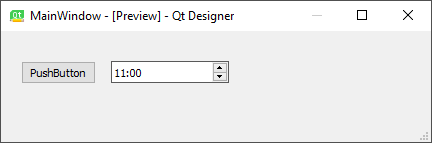 MainWindow - [Preview] - Qt Designer
PushButton
11:00